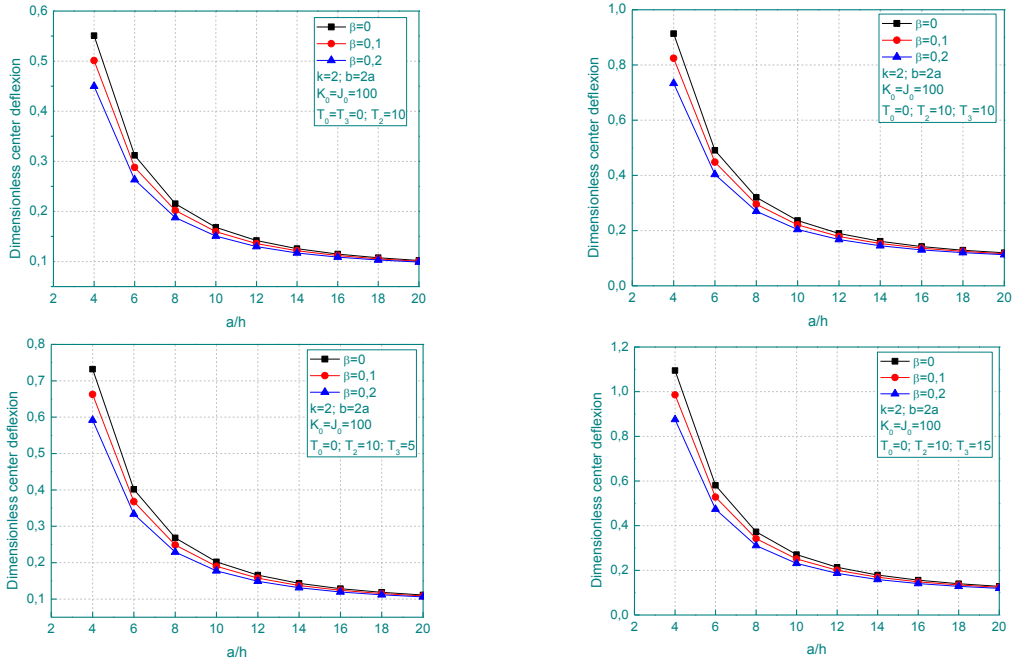 0,6
0,5
0,4
0,3
0,2
0,1
Dimensionless center deflexion
β=0
β=0,1
β=0,2
k=2; b=2a
K₀=J₀=100
T₀=T₃=0; T₂=10
2 4 6 8 10 12 14 16 18 20
a/h
1,0
0,8
0,6
0,4
0,2
0,0
Dimensionless center deflexion
β=0
β=0,1
β=0,2
k=2; b=2a
K₀=J₀=100
T₀=0; T₂=10; T₃=10
2 4 6 8 10 12 14 16 18 20
a/h
0,8
0,7
0,6
0,5
0,4
0,3
0,2
0,1
Dimensionless center deflexion
β=0
β=0,1
β=0,2
k=2; b=2a
K₀=J₀=100
T₀=0; T₂=10; T₃=5
2 4 6 8 10 12 14 16 18 20
a/h
1,2
1,0
0,8
0,6
0,4
0,2
0,0
Dimensionless center deflexion
β=0
β=0,1
β=0,2
k=2; b=2a
K₀=J₀=100
T₀=0; T₂=10; T₃=15
2 4 6 8 10 12 14 16 18 20
a/h